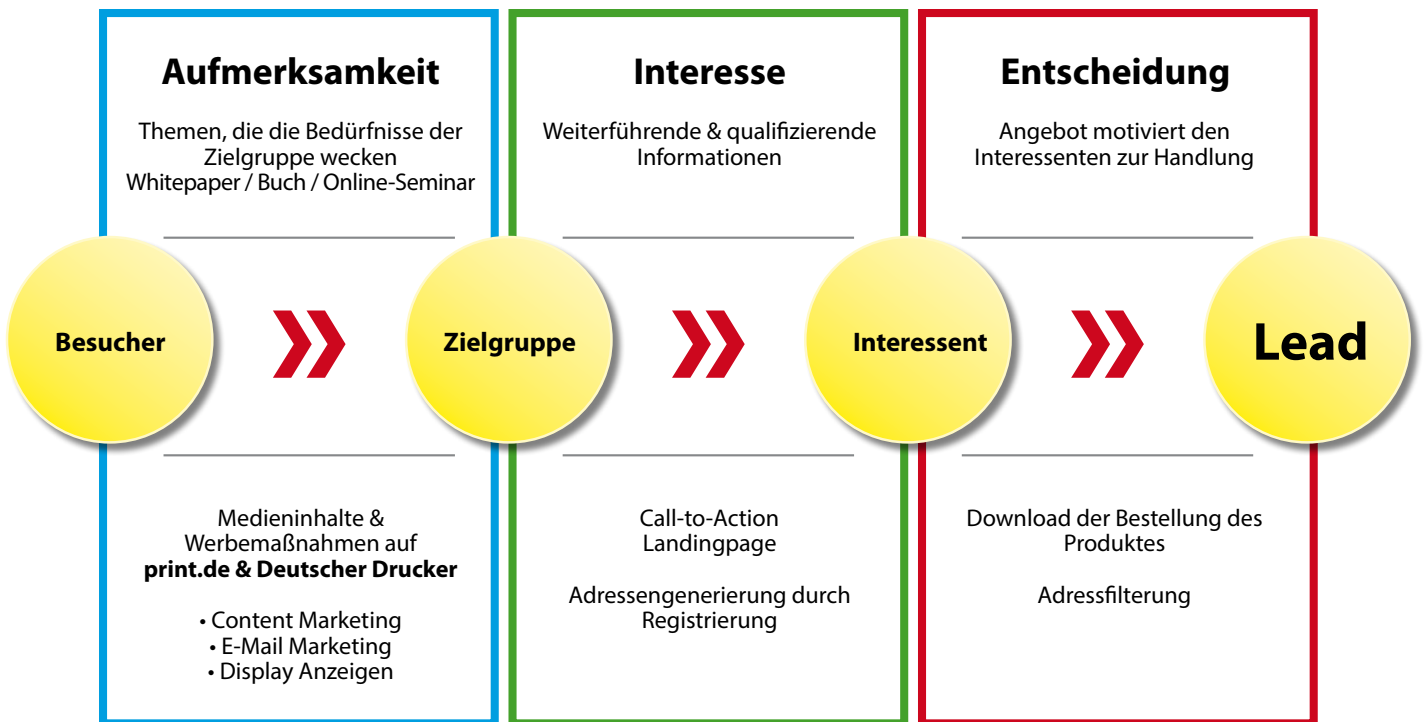 Aufmerksamkeit
Themen, die die Bedürfnisse der
Zielgruppe wecken
Whitepaper / Buch / Online-Seminar
Interesse
Weiterführende & qualifizierende
Informationen
Entscheidung
Angebot motiviert den
Interessenten zur Handlung
Besucher
Zielgruppe
Interessent
Lead
Medieninhalte &
Werbemaßnahmen auf
print.de & Deutscher Drucker
• Content Marketing
• E-Mail Marketing
• Display Anzeigen
Call-to-Action
Landingpage
Adressengenerierung durch
Registrierung
Download der Bestellung des
Produktes
Adressfilterung